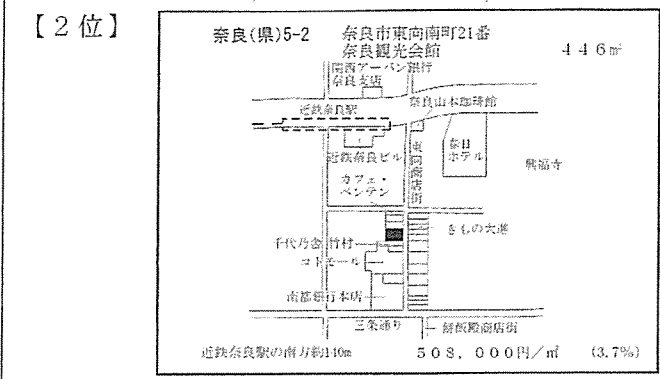 【2位】
奈良(県)5-2 奈良市東向南町21番
奈良観光会館 446㎡
関西アーバン銀行
奈良支店
近鉄奈良駅
奈良山本珈琲館
近鉄奈良ビル
東向商店街
春日
ホテル
興福寺
カフェ・
ベンテン
きもの大進
千代乃舎 竹村
コトモール
南都銀行本店
三条通り
餅飯殿商店街
近鉄奈良駅の南方約140m 508,000円/㎡ (3.7%)